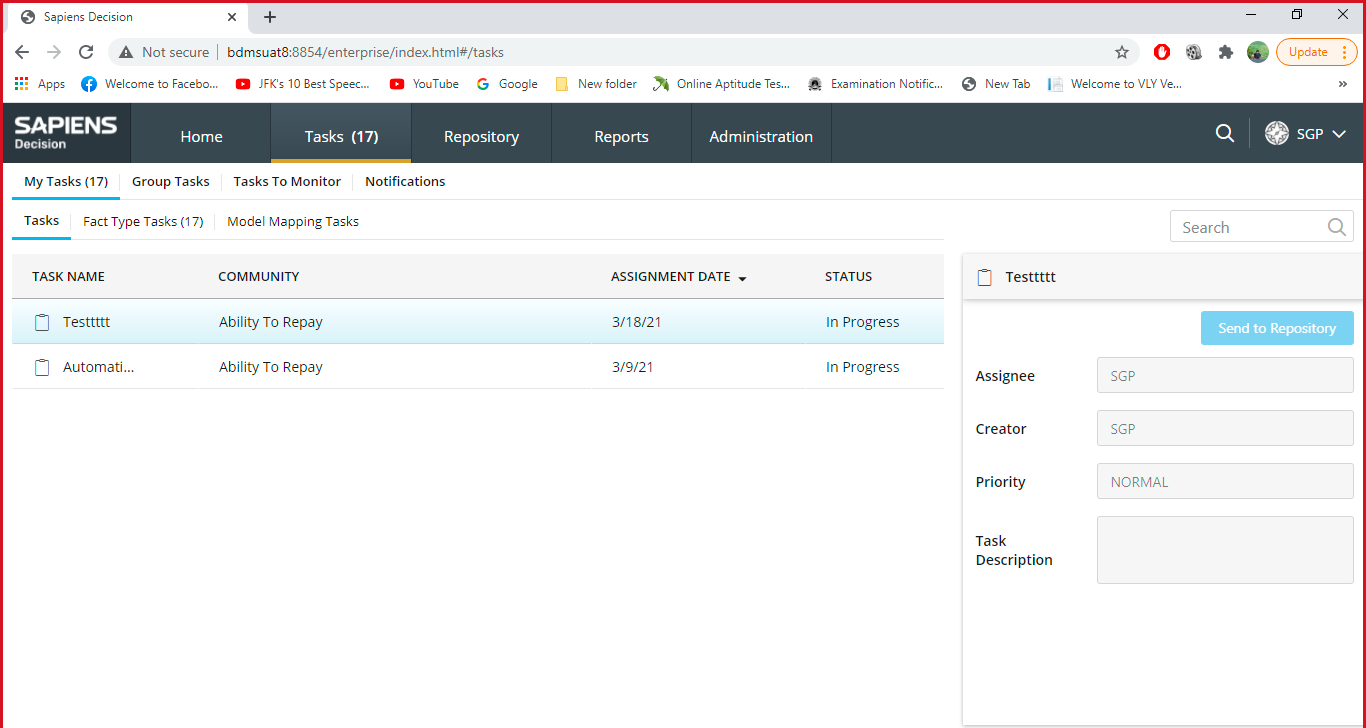 Sapiens Decision
Not secure
bdmsuat8:8854/enterprise/index.html#/tasks
Update
Apps
Welcome to Facebo...
JFK's 10 Best Speec...
YouTube
Google
New folder
Online Aptitude Tes...
Examination Notific...
New Tab
Welcome to VLY Ve...
»
SAPIENS
Decision
Home
Tasks (17)
Repository
Reports
Administration
SGP
My Tasks (17)
Group Tasks
Tasks To Monitor
Notifications
Tasks
Fact Type Tasks (17)
Model Mapping Tasks
Search
TASK NAME COMMUNITY ASSIGNMENT DATE STATUS
Testtttt Ability To Repay 3/18/21 In Progress
Automati... Ability To Repay 3/9/21 In Progress
Testtttt
Send to Repository
Assignee SGP
Creator SGP
Priority NORMAL
Task
Description